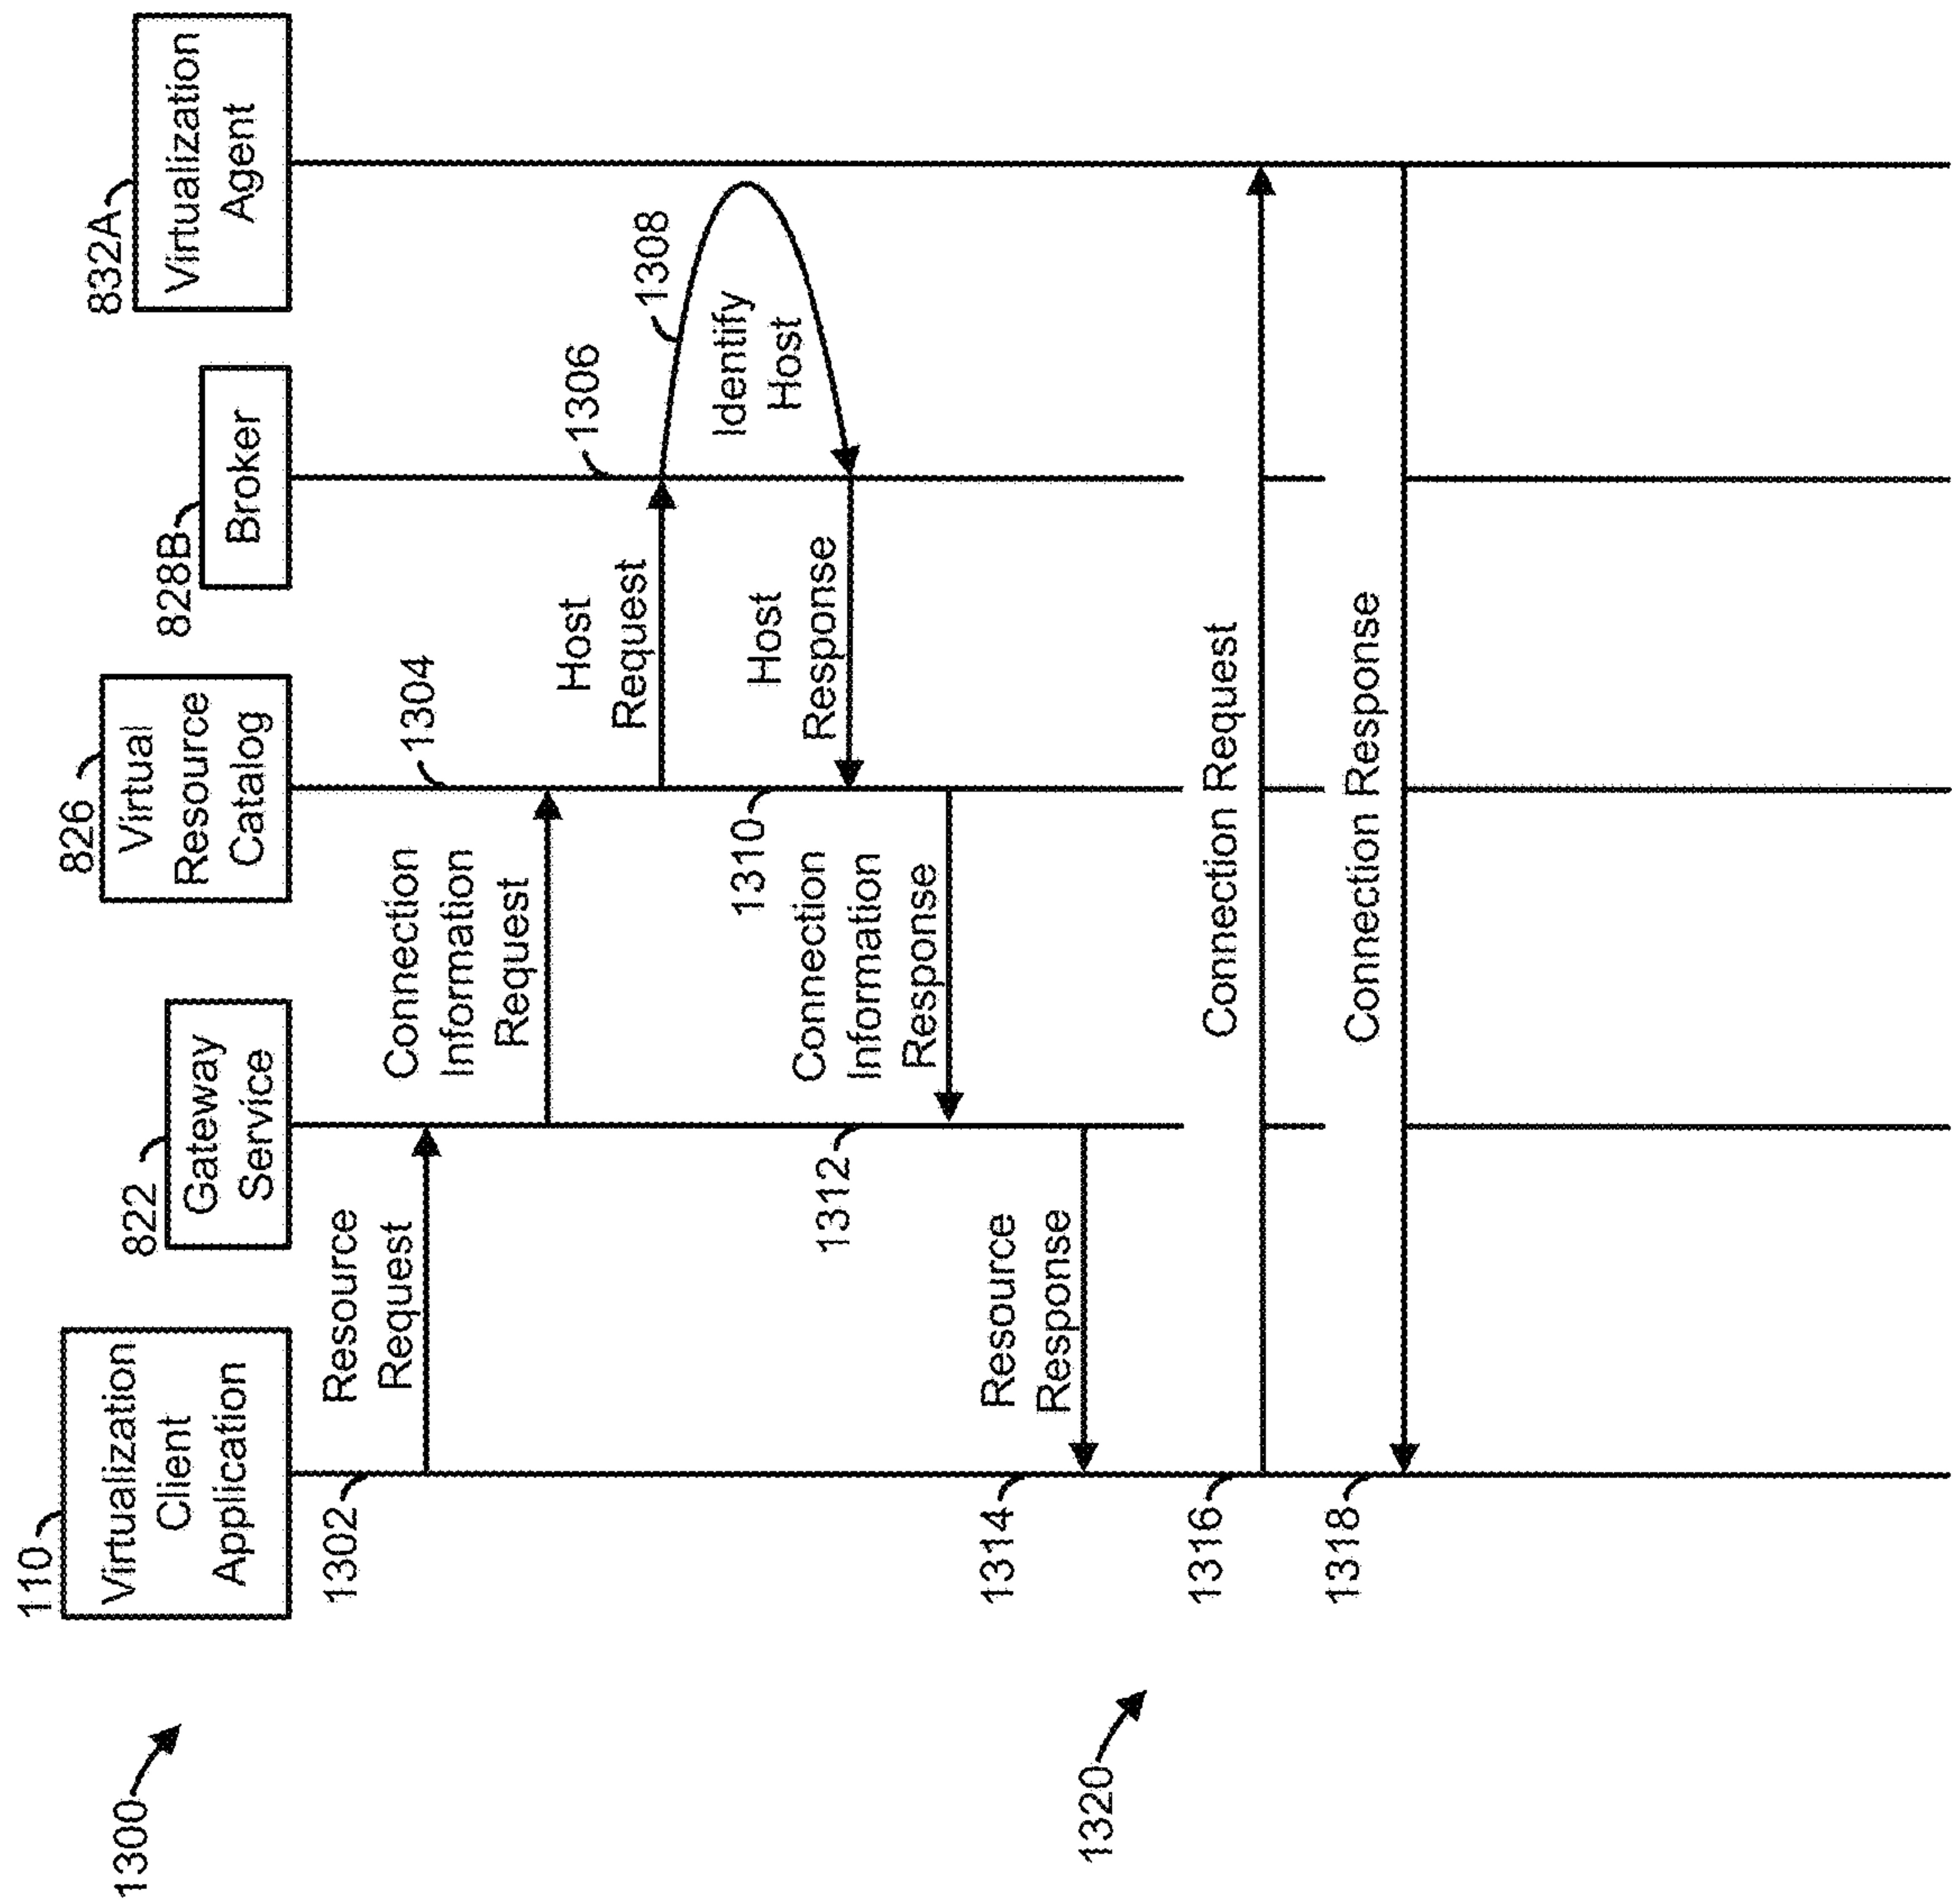 1300
110
Virtualization
Client
Application
822
Gateway
Service
826
Virtual
Resource
Catalog
828B
Broker
832A
Virtualization
Agent
1302
Resource
Request
1304
Connection
Information
Request
1306
Host
Request
1308
Identify
Host
Host
Response
1310
Connection
Information
Response
1312
Resource
Response
1314
1320
1316
Connection Request
1318
Connection Response